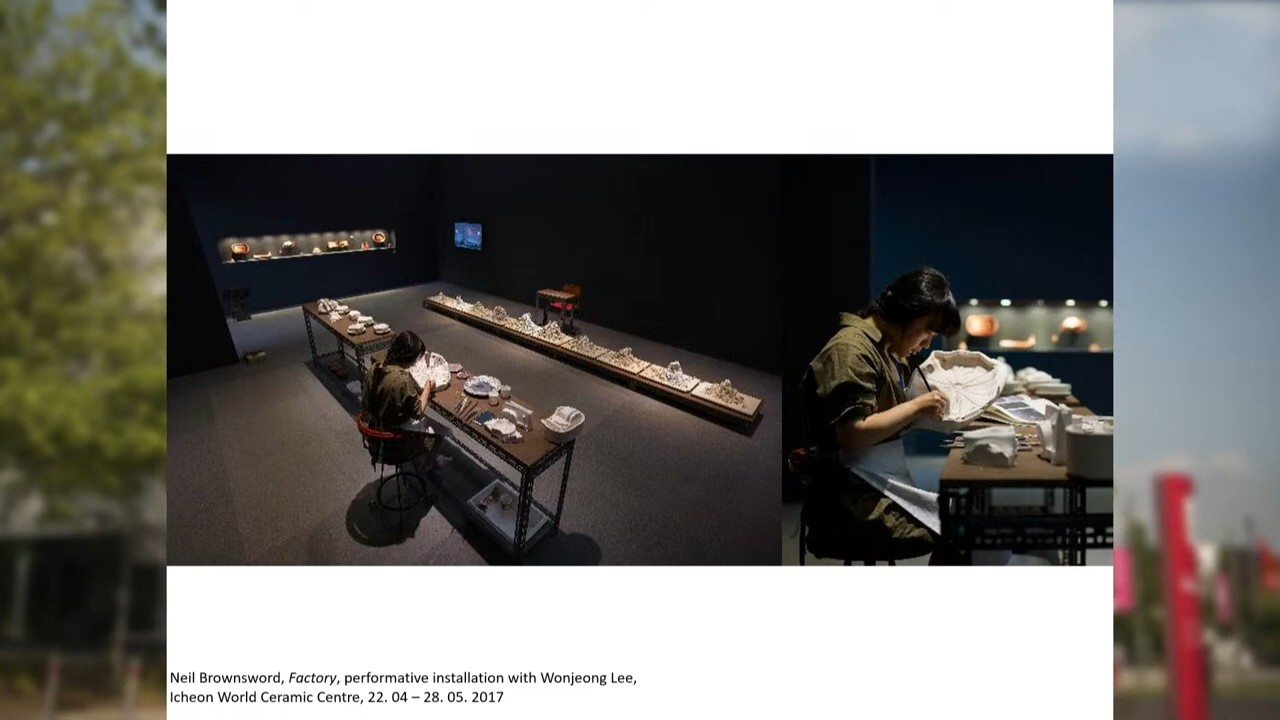 Neil Brownsword, Factory, performative installation with Wonjeong Lee,
Icheon World Ceramic Centre, 22. 04 – 28. 05. 2017